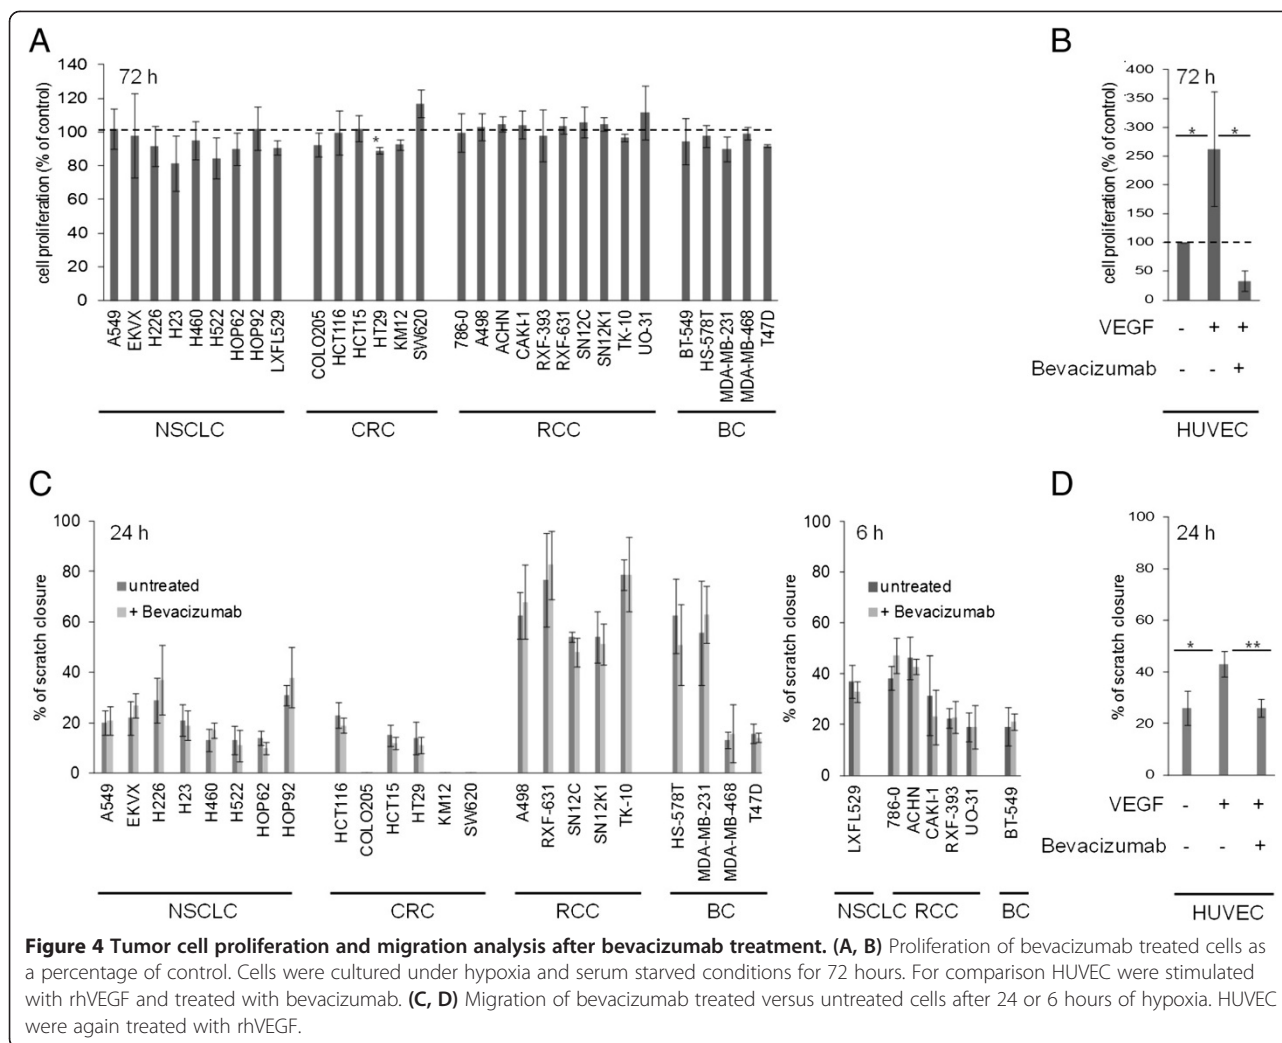 A
72 h
cell proliferation (% of control)
140
120
100
80
60
40
20
0
*
A549
EKVX
H226
H23
H460
H522
HOP62
HOP92
LXFL529
COLO205
HCT116
HCT15
HT29
KM12
SW620
786-0
A498
ACHN
CAKI-1
RXF-393
RXF-631
SN12C
SN12K1
TK-10
UO-31
BT-549
HS-578T
MDA-MB-231
MDA-MB-468
T47D
NSCLC
CRC
RCC
BC
B
72 h
cell proliferation (% of control)
400
350
300
250
200
150
100
50
0
*
*
VEGF - + +
Bevacizumab - - +
HUVEC
C
24 h
% of scratch closure
100
80
60
40
20
0
untreated
+ Bevacizumab
A549
EKVX
H226
H23
H460
H522
HOP62
HOP92
HCT116
COLO205
HCT15
HT29
KM12
SW620
A498
RXF-631
SN12C
SN12K1
TK-10
HS-578T
MDA-MB-231
MDA-MB-468
T47D
NSCLC
CRC
RCC
BC
6 h
% of scratch closure
100
80
60
40
20
0
untreated
+ Bevacizumab
LXFL529
786-0
ACHN
CAKI-1
RXF-393
UO-31
BT-549
NSCLC
RCC
BC
D
24 h
% of scratch closure
100
80
60
40
20
0
*
**
VEGF - + +
Bevacizumab - - +
HUVEC
Figure 4 Tumor cell proliferation and migration analysis after bevacizumab treatment. (A, B) Proliferation of bevacizumab treated cells as
a percentage of control. Cells were cultured under hypoxia and serum starved conditions for 72 hours. For comparison HUVEC were stimulated
with rhVEGF and treated with bevacizumab. (C, D) Migration of bevacizumab treated versus untreated cells after 24 or 6 hours of hypoxia. HUVEC
were again treated with rhVEGF.